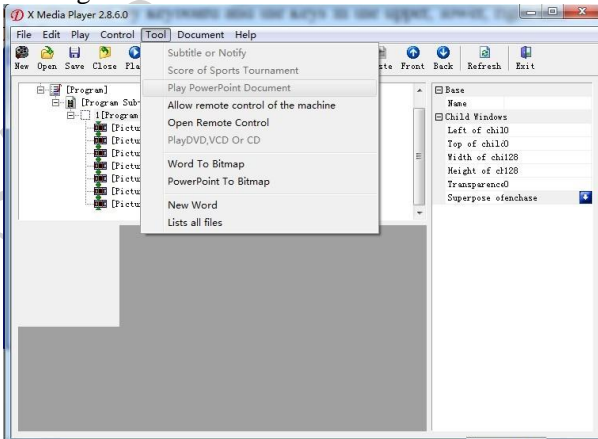 X Media Player 2.8.6.0
File Edit Play Control Tool Document Help
New Open Save Close Front Back Refresh Exit
Subtitle or Notify
Score of Sports Tournament
Play PowerPoint Document
Allow remote control of the machine
Open Remote Control
PlayDVD,VCD Or CD
Word To Bitmap
PowerPoint To Bitmap
New Word
Lists all files
[Program]
[Program Sub-
1[Program
[Pictu
[Pictu
[Pictu
[Pictu
[Pictu
[Pictu
Base
Name
Child Windows
Left of chil0
Top of chilc0
Width of chi128
Height of cl128
Transparence0
Superpose ofenchase